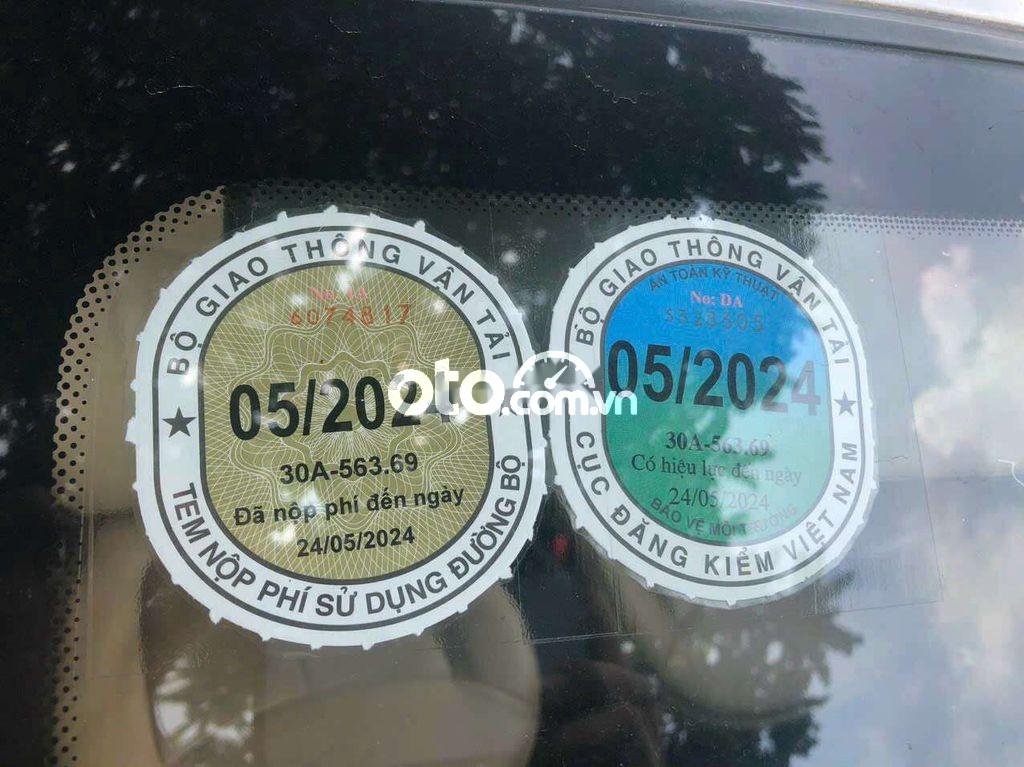 BỘ GIAO THÔNG VẬN TẢI
6074817
05/2024
30A-563.69
Đã nộp phí đến ngày
24/05/2024
TEM NỘP PHÍ SỬ DỤNG ĐƯỜNG BỘ
oto.com.vn
BỘ GIAO THÔNG VẬN TẢI
AN TOÀN KỸ THUẬT
No: DA
05/2024
30A-563.69
Có hiệu lực đến ngày
24/05/2024
BẢO VỆ MÔI TRƯỜNG
CỤC ĐĂNG KIỂM VIỆT NAM